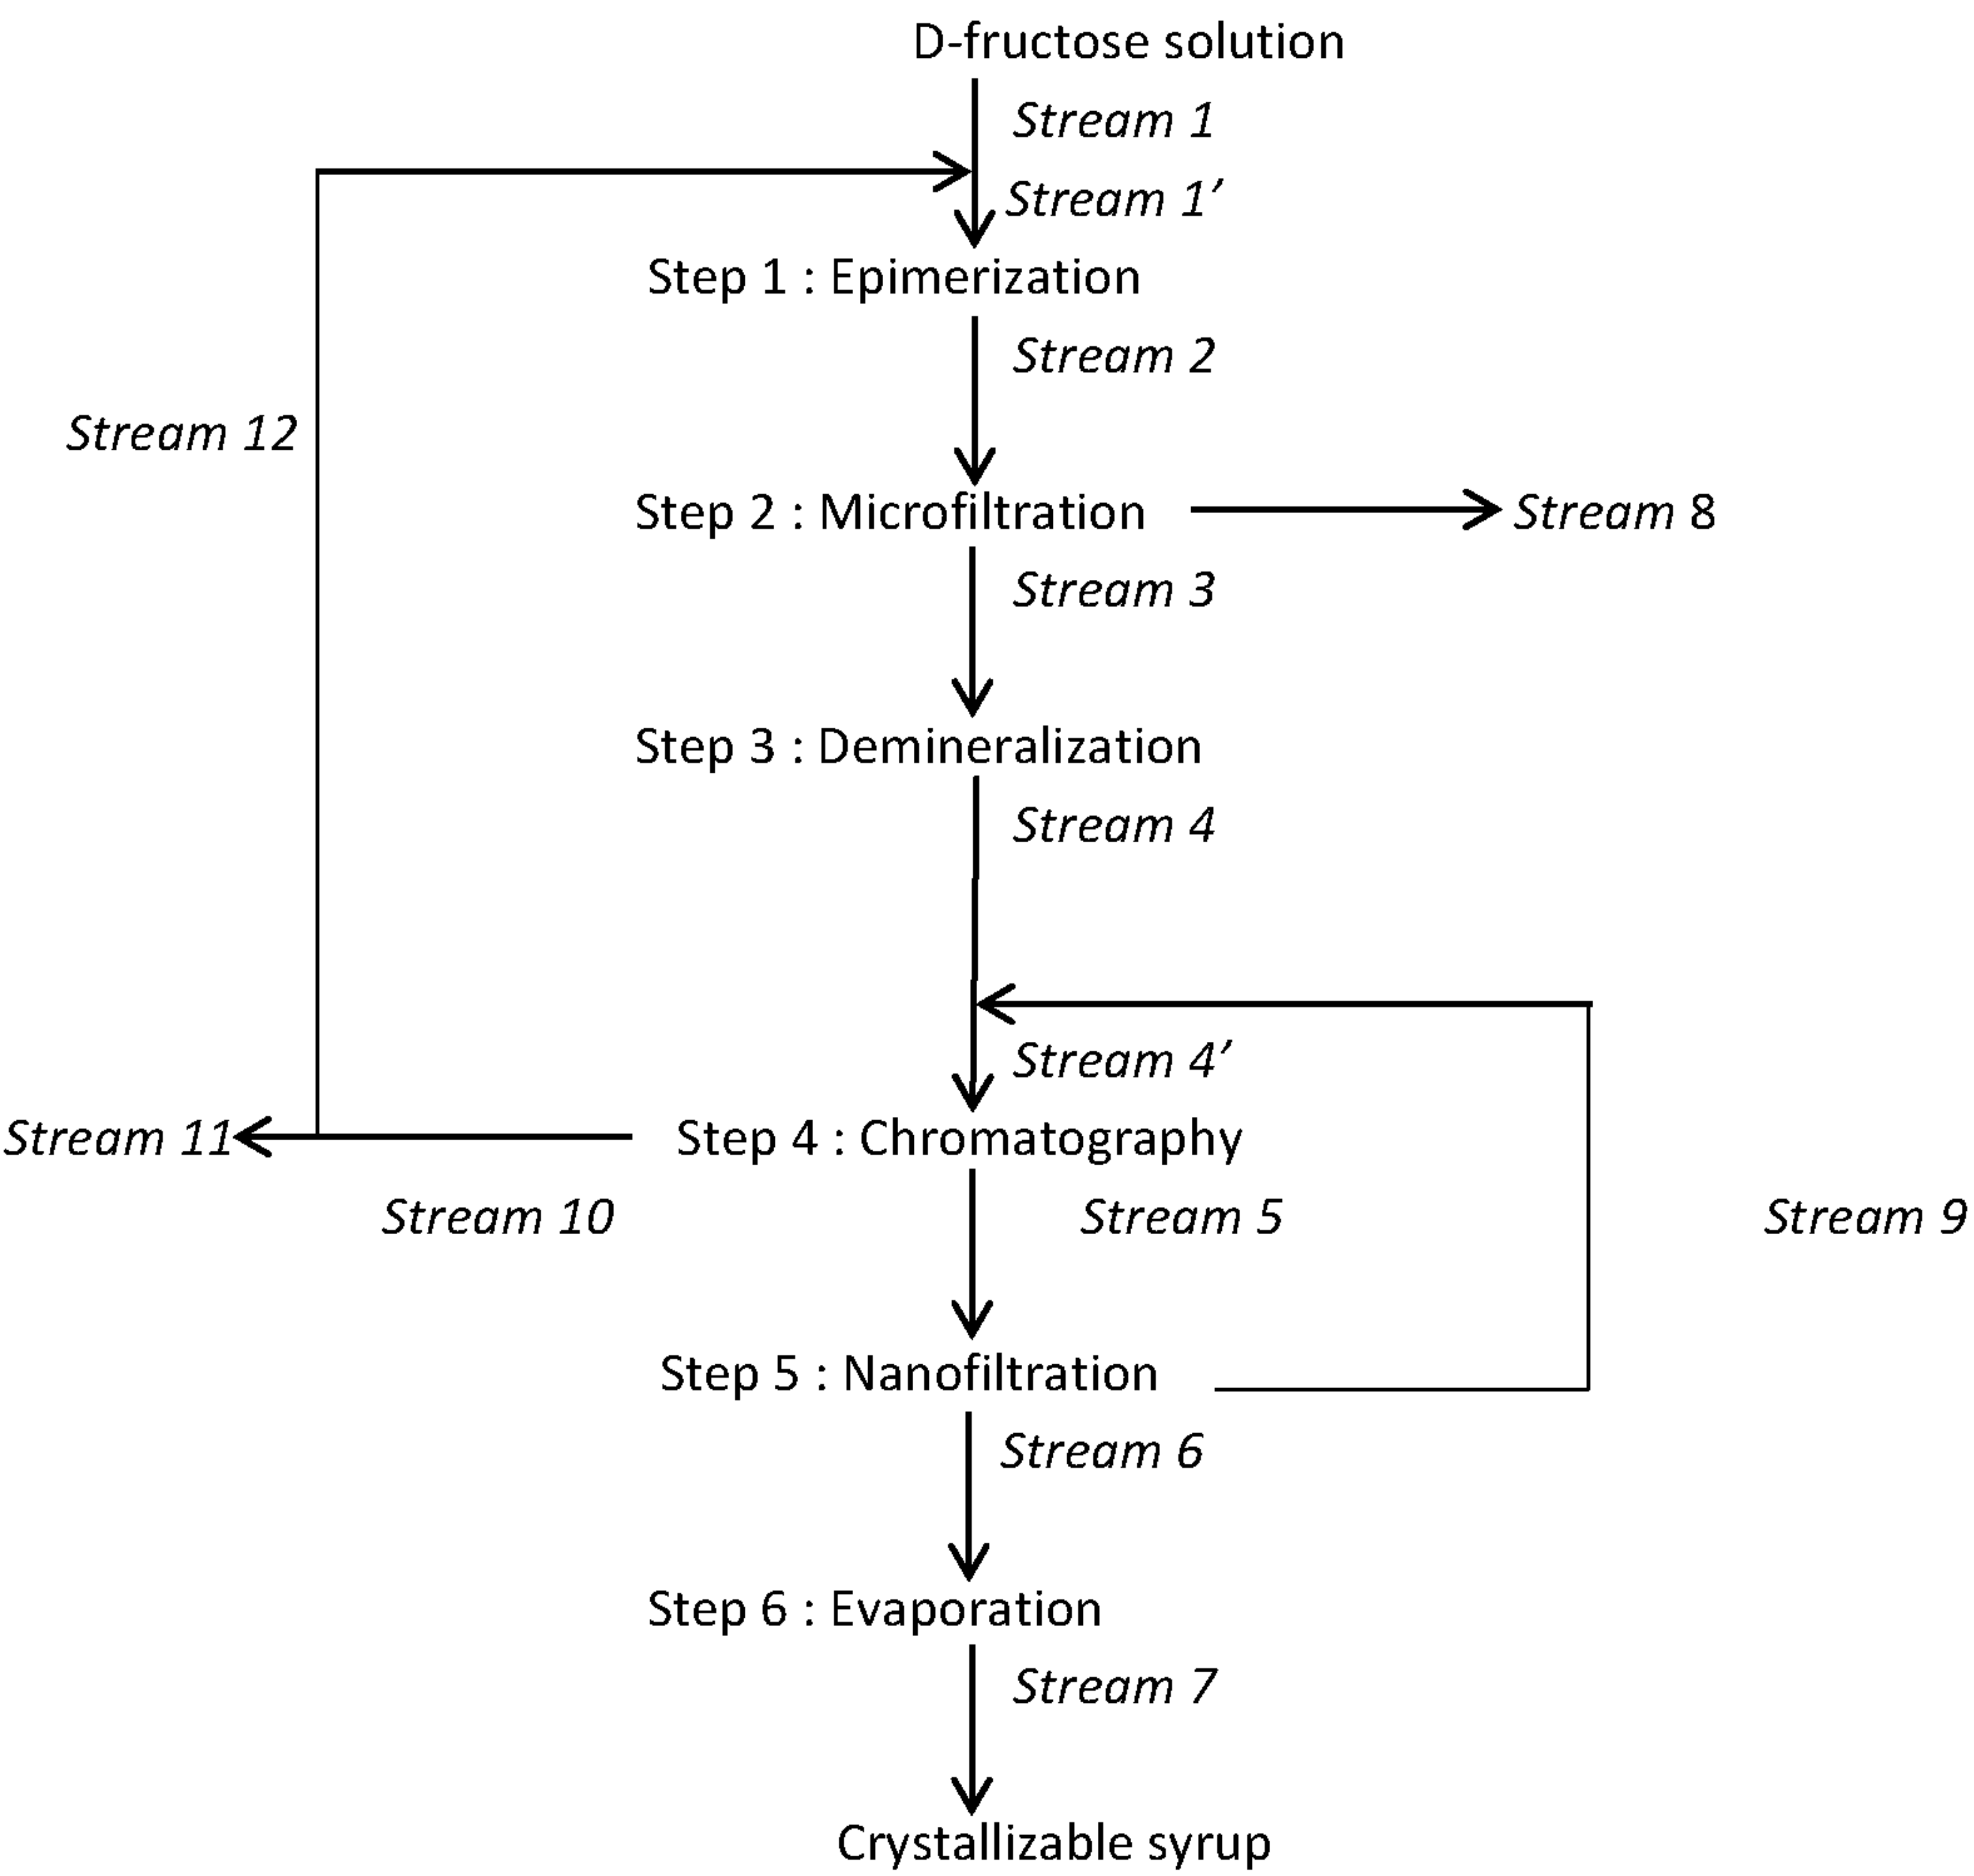 D-fructose solution
Stream 1
Stream 1’
Step 1 : Epimerization
Stream 2
Stream 12
Step 2 : Microfiltration
Stream 8
Stream 3
Step 3 : Demineralization
Stream 4
Stream 4’
Stream 11
Step 4 : Chromatography
Stream 10
Stream 5
Stream 9
Step 5 : Nanofiltration
Stream 6
Step 6 : Evaporation
Stream 7
Crystallizable syrup